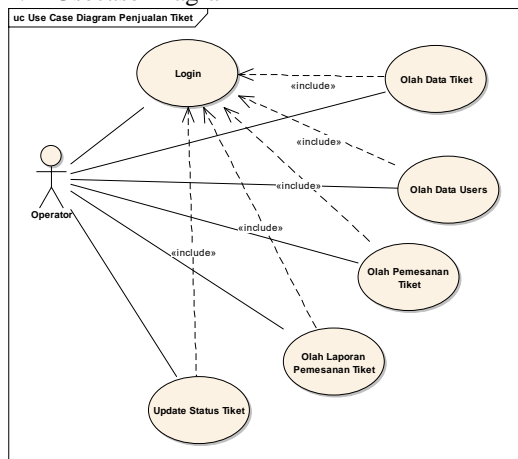 uc Use Case Diagram Penjualan Tiket
Login
«include»
Olah Data Tiket
«include»
Olah Data Users
Operator
«include»
«include»
«include»
Olah Pemesanan
Tiket
Olah Laporan
Pemesanan Tiket
Update Status Tiket